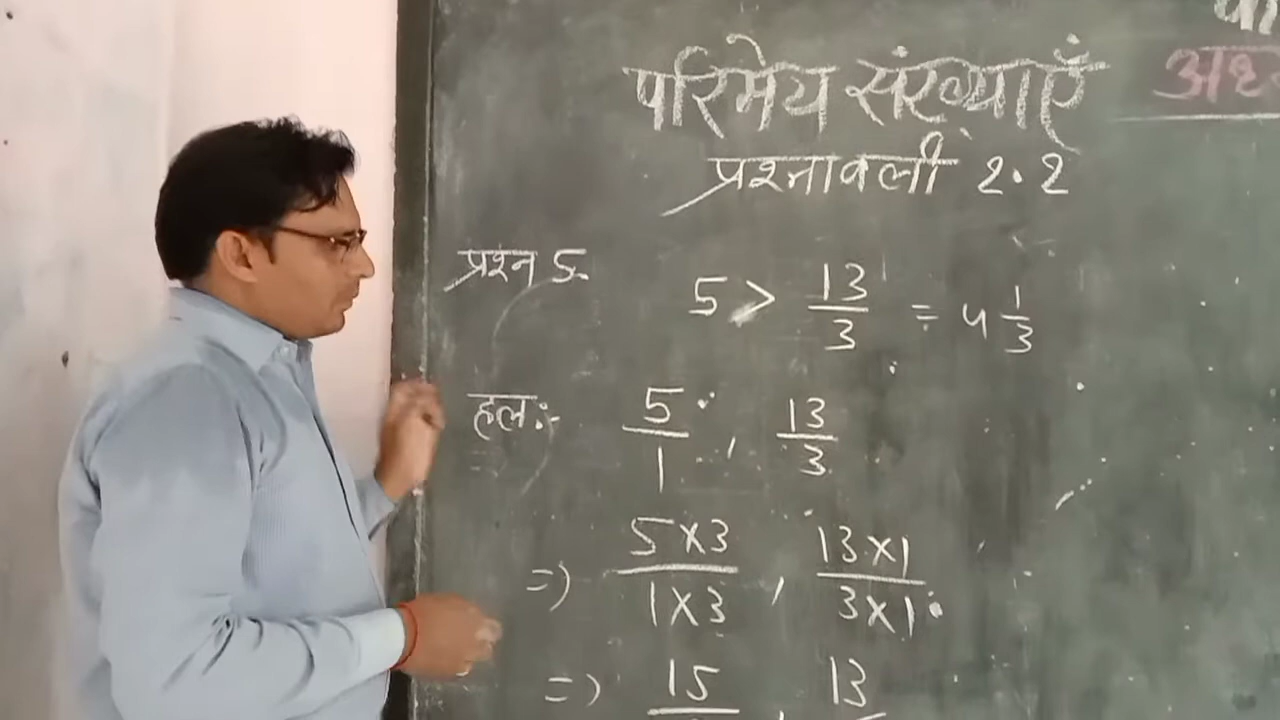 परिमेय संख्याएँ
प्रश्नावली 2.2
प्रश्न 5. 5 > 13/3 = 4 1/3
हल:- 5/1 , 13/3
=) 5×3/1×3 , 13×1/3×1
=) 15 , 13